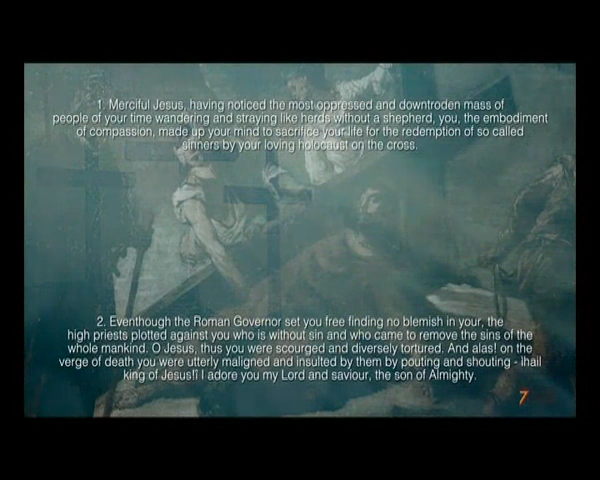 1. Merciful Jesus, having noticed the most oppressed and downtroden mass of
people of your time wandering and straying like herds without a shepherd, you, the embodiment
of compassion, made up your mind to sacrifice your life for the redemption of so called
sinners by your loving holocaust on the cross.
2. Eventhough the Roman Governor set you free finding no blemish in your, the
high priests plotted against you who is without sin and who came to remove the sins of the
whole mankind. O Jesus, thus you were scourged and diversely tortured. And alas! on the
verge of death you were utterly maligned and insulted by them by pouting and shouting - ìhail
king of Jesus!î I adore you my Lord and saviour, the son of Almighty.
7